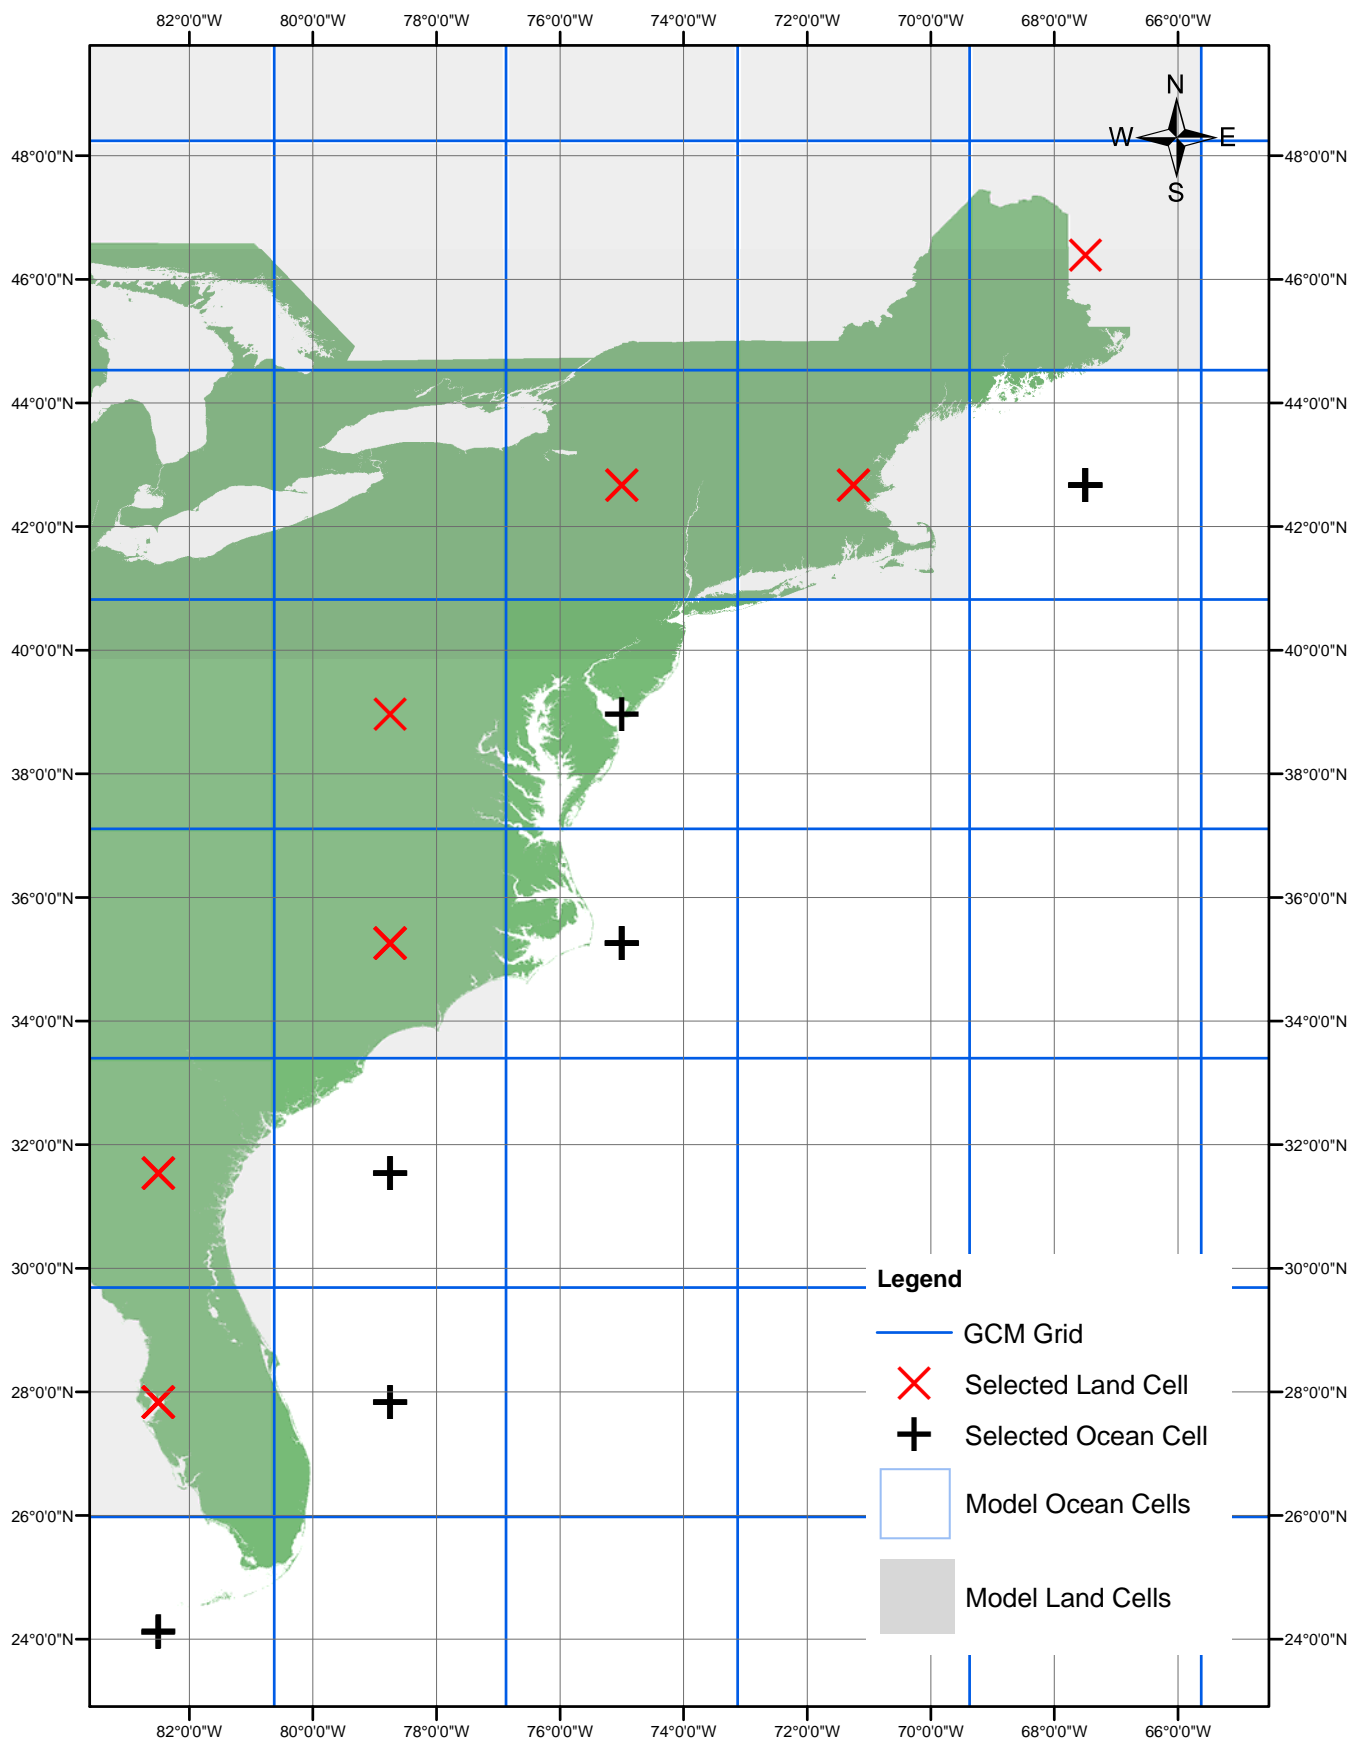 82°0'0"W 80°0'0"W 78°0'0"W 76°0'0"W 74°0'0"W 72°0'0"W 70°0'0"W 68°0'0"W 66°0'0"W
N
W E
S
48°0'0"N 48°0'0"N
46°0'0"N 46°0'0"N
44°0'0"N 44°0'0"N
42°0'0"N 42°0'0"N
40°0'0"N 40°0'0"N
38°0'0"N 38°0'0"N
36°0'0"N 36°0'0"N
34°0'0"N 34°0'0"N
32°0'0"N 32°0'0"N
30°0'0"N 30°0'0"N
Legend
GCM Grid
Selected Land Cell
28°0'0"N 28°0'0"N
Selected Ocean Cell
Model Ocean Cells
26°0'0"N 26°0'0"N
Model Land Cells
24°0'0"N 24°0'0"N
82°0'0"W 80°0'0"W 78°0'0"W 76°0'0"W 74°0'0"W 72°0'0"W 70°0'0"W 68°0'0"W 66°0'0"W